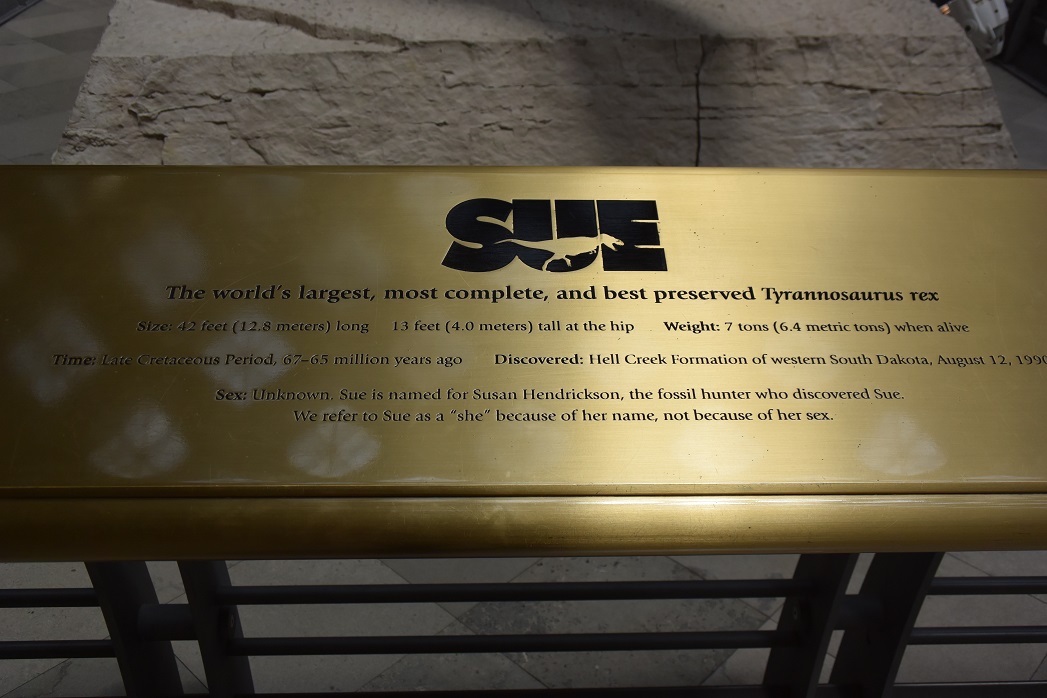 SUE
The world's largest, most complete, and best preserved Tyrannosaurus rex
Size: 42 feet (12.8 meters) long 13 feet (4.0 meters) tall at the hip Weight: 7 tons (6.4 metric tons) when alive
Time: Late Cretaceous Period, 67–65 million years ago Discovered: Hell Creek Formation of western South Dakota, August 12, 1990
Sex: Unknown. Sue is named for Susan Hendrickson, the fossil hunter who discovered Sue.
We refer to Sue as a "she" because of her name, not because of her sex.